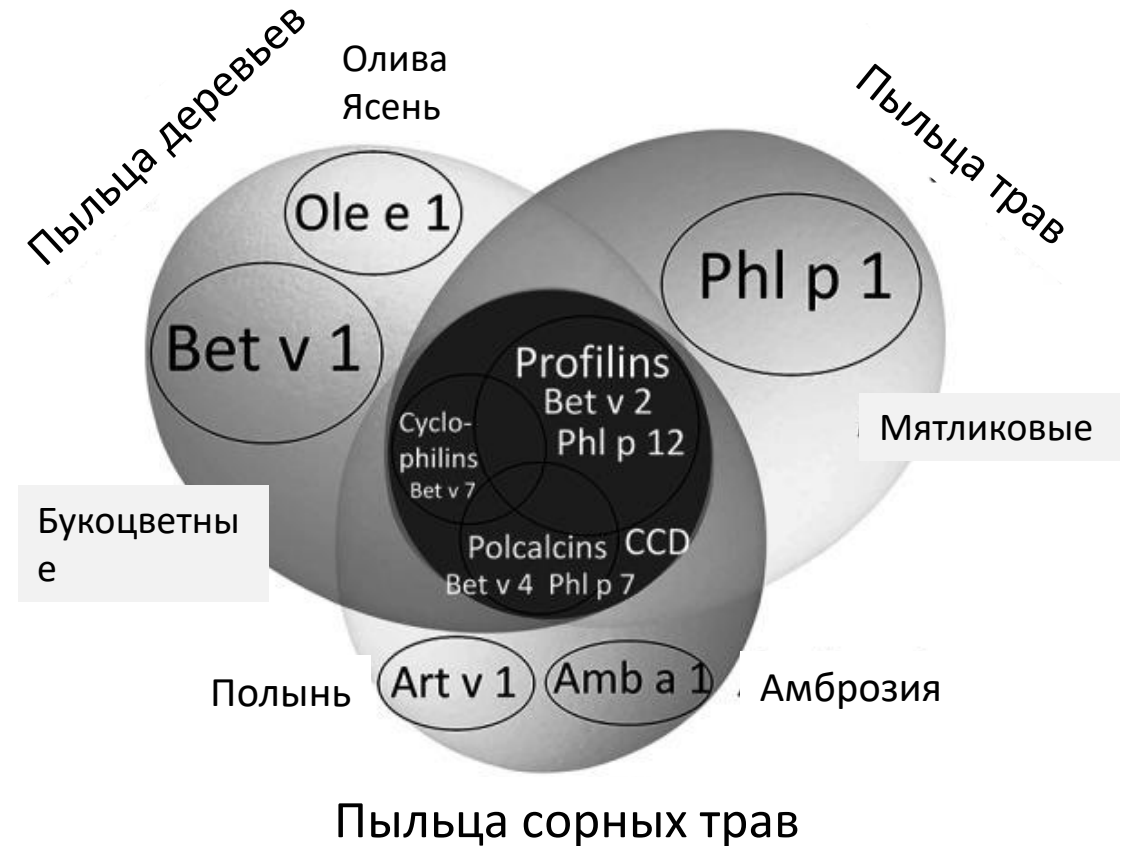 Пыльца деревьев
Олива
Ясень
Пыльца трав
Ole e 1
Phl p 1
Bet v 1
Profilins
Bet v 2
Phl p 12
Cyclo-
philins
Bet v 7
Мятликовые
Букоцветны
е
Polcalcins CCD
Bet v 4 Phl p 7
Полынь
Art v 1
Amb a 1
Амброзия
Пыльца сорных трав